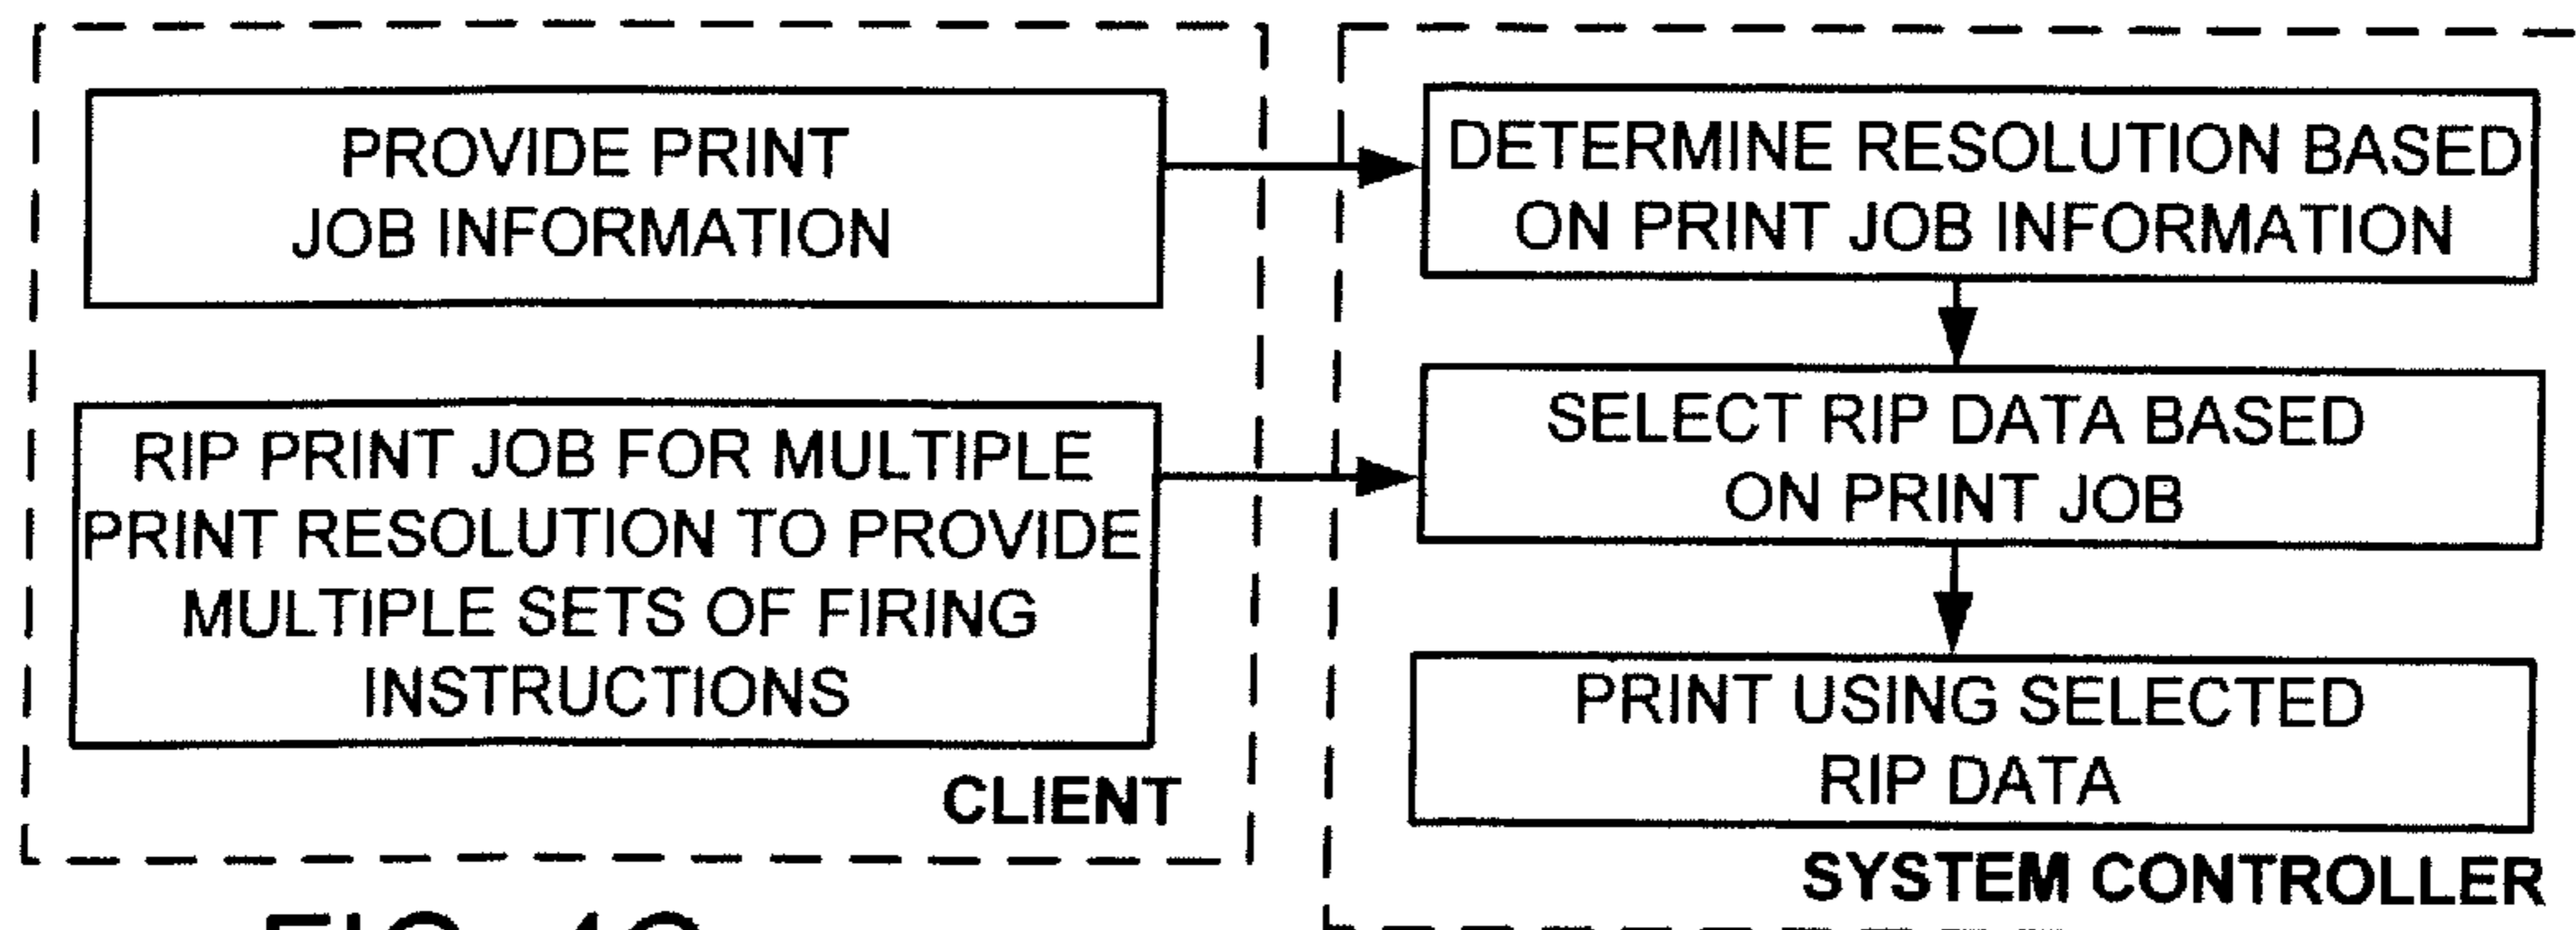 PROVIDE PRINT
JOB INFORMATION
DETERMINE RESOLUTION BASED
ON PRINT JOB INFORMATION
RIP PRINT JOB FOR MULTIPLE
PRINT RESOLUTION TO PROVIDE
MULTIPLE SETS OF FIRING
INSTRUCTIONS
CLIENT
SELECT RIP DATA BASED
ON PRINT JOB
PRINT USING SELECTED
RIP DATA
SYSTEM CONTROLLER